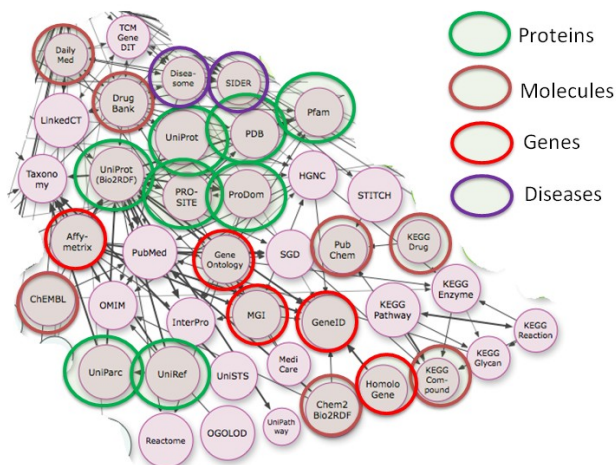 TCM
Gene
DIT
Daily
Med
Disea-
some
SIDER
Drug
Bank
LinkedCT
UniProt
PDB
Pfam
Taxono
my
UniProt
(Bio2RDF)
PRO-
SITE
ProDom
HGNC
STITCH
Affy-
metrix
PubMed
Gene
Ontology
SGD
Pub
Chem
KEGG
Drug
ChEMBL
OMIM
InterPro
MGI
GeneID
KEGG
Pathway
KEGG
Enzyme
KEGG
Reaction
UniParc
UniRef
UniSTS
Medi
Care
KEGG
Glycan
Chem2
Bio2RDF
Homolo
Gene
KEGG
Com-
pound
Reactome
OGOLOD
UniPath
way
Proteins
Molecules
Genes
Diseases